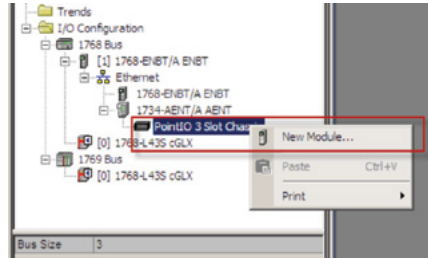 Trends
I/O Configuration
1768 Bus
[1] 1768-ENBT/A ENBT
Ethernet
1768-ENBT/A ENBT
1734-AENT/A AENT
PointIO 3 Slot Chassis
New Module...
[0] 1768-L43S cGLX
Paste Ctrl+V
1769 Bus
[0] 1768-L43S cGLX
Print
Bus Size 3